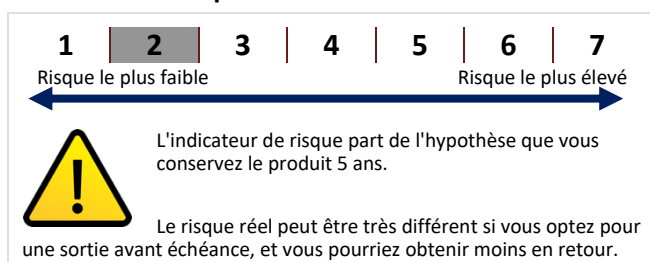 1 2 3 4 5 6 7
Risque le plus faible Risque le plus élevé
L'indicateur de risque part de l'hypothèse que vous
conservez le produit 5 ans.
Le risque réel peut être très différent si vous optez pour
une sortie avant échéance, et vous pourriez obtenir moins en retour.